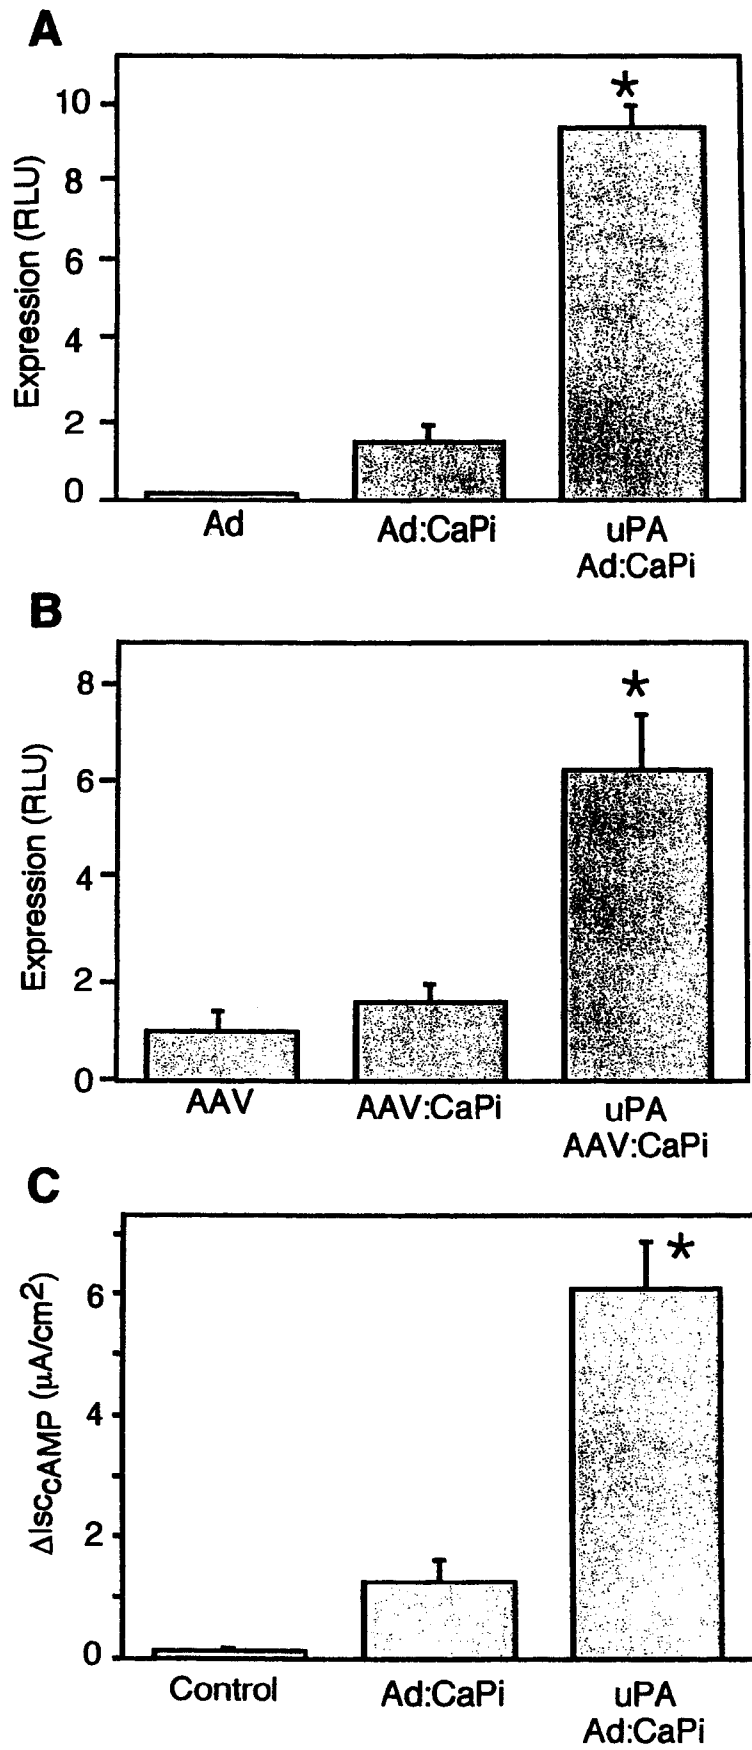 A
Expression (RLU)
10
8
6
4
2
0
*
Ad
Ad:CaPi
uPA
Ad:CaPi
B
Expression (RLU)
8
6
4
2
0
*
AAV
AAV:CaPi
uPA
AAV:CaPi
C
ΔIsccAMP (μA/cm2)
6
4
2
0
*
Control
Ad:CaPi
uPA
Ad:CaPi